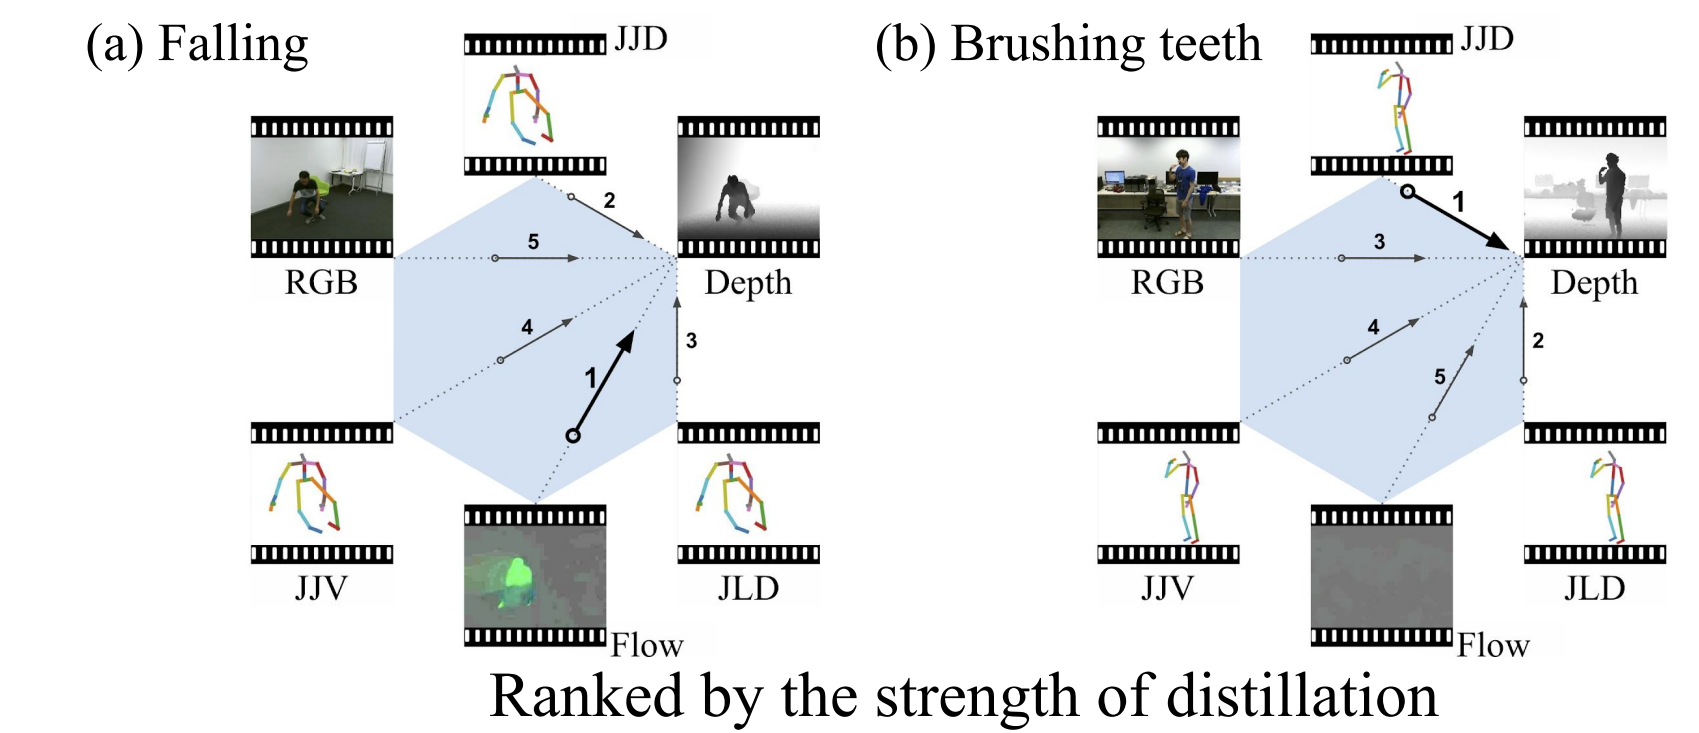 (a) Falling
JJD
RGB
Depth
2
5
4
3
1
JJV
JLD
Flow
(b) Brushing teeth
JJD
RGB
Depth
1
3
4
2
5
JJV
JLD
Flow
Ranked by the strength of distillation